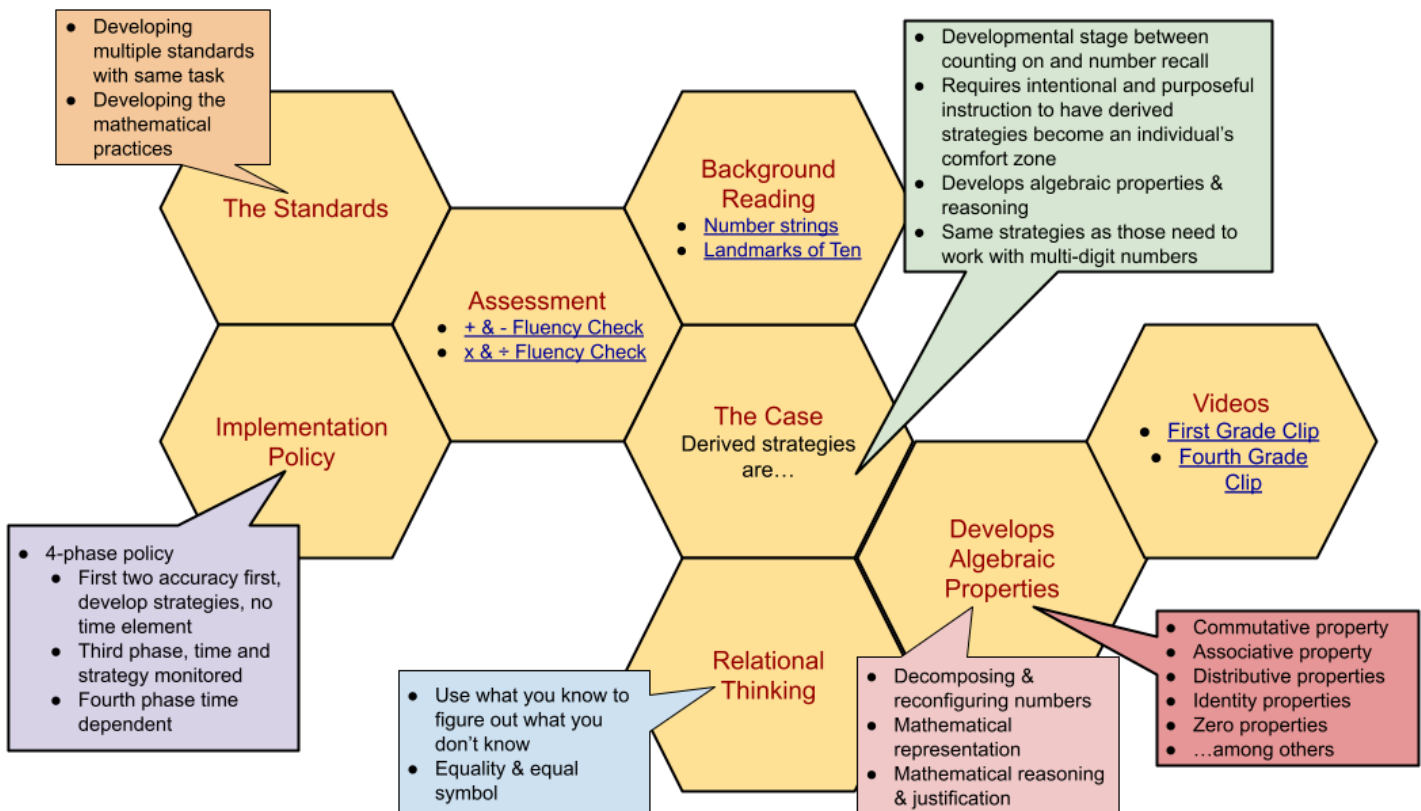 ● Developing
multiple standards
with same task
● Developing the
mathematical
practices
The Standards
Background
Reading
● Number strings
● Landmarks of Ten
● Developmental stage between
counting on and number recall
● Requires intentional and purposeful
instruction to have derived
strategies become an individual's
comfort zone
● Develops algebraic properties &
reasoning
● Same strategies as those need to
work with multi-digit numbers
Assessment
● + & - Fluency Check
● x & ÷ Fluency Check
Implementation
Policy
The Case
Derived strategies
are…
Videos
● First Grade Clip
● Fourth Grade
Clip
● 4-phase policy
● First two accuracy first,
develop strategies, no
time element
● Third phase, time and
strategy monitored
● Fourth phase time
dependent
Develops
Algebraic
Properties
Relational
Thinking
● Use what you know to
figure out what you
don't know
● Equality & equal
symbol
● Decomposing &
reconfiguring numbers
● Mathematical
representation
● Mathematical reasoning
& justification
● Commutative property
● Associative property
● Distributive properties
● Identity properties
● Zero properties
● …among others